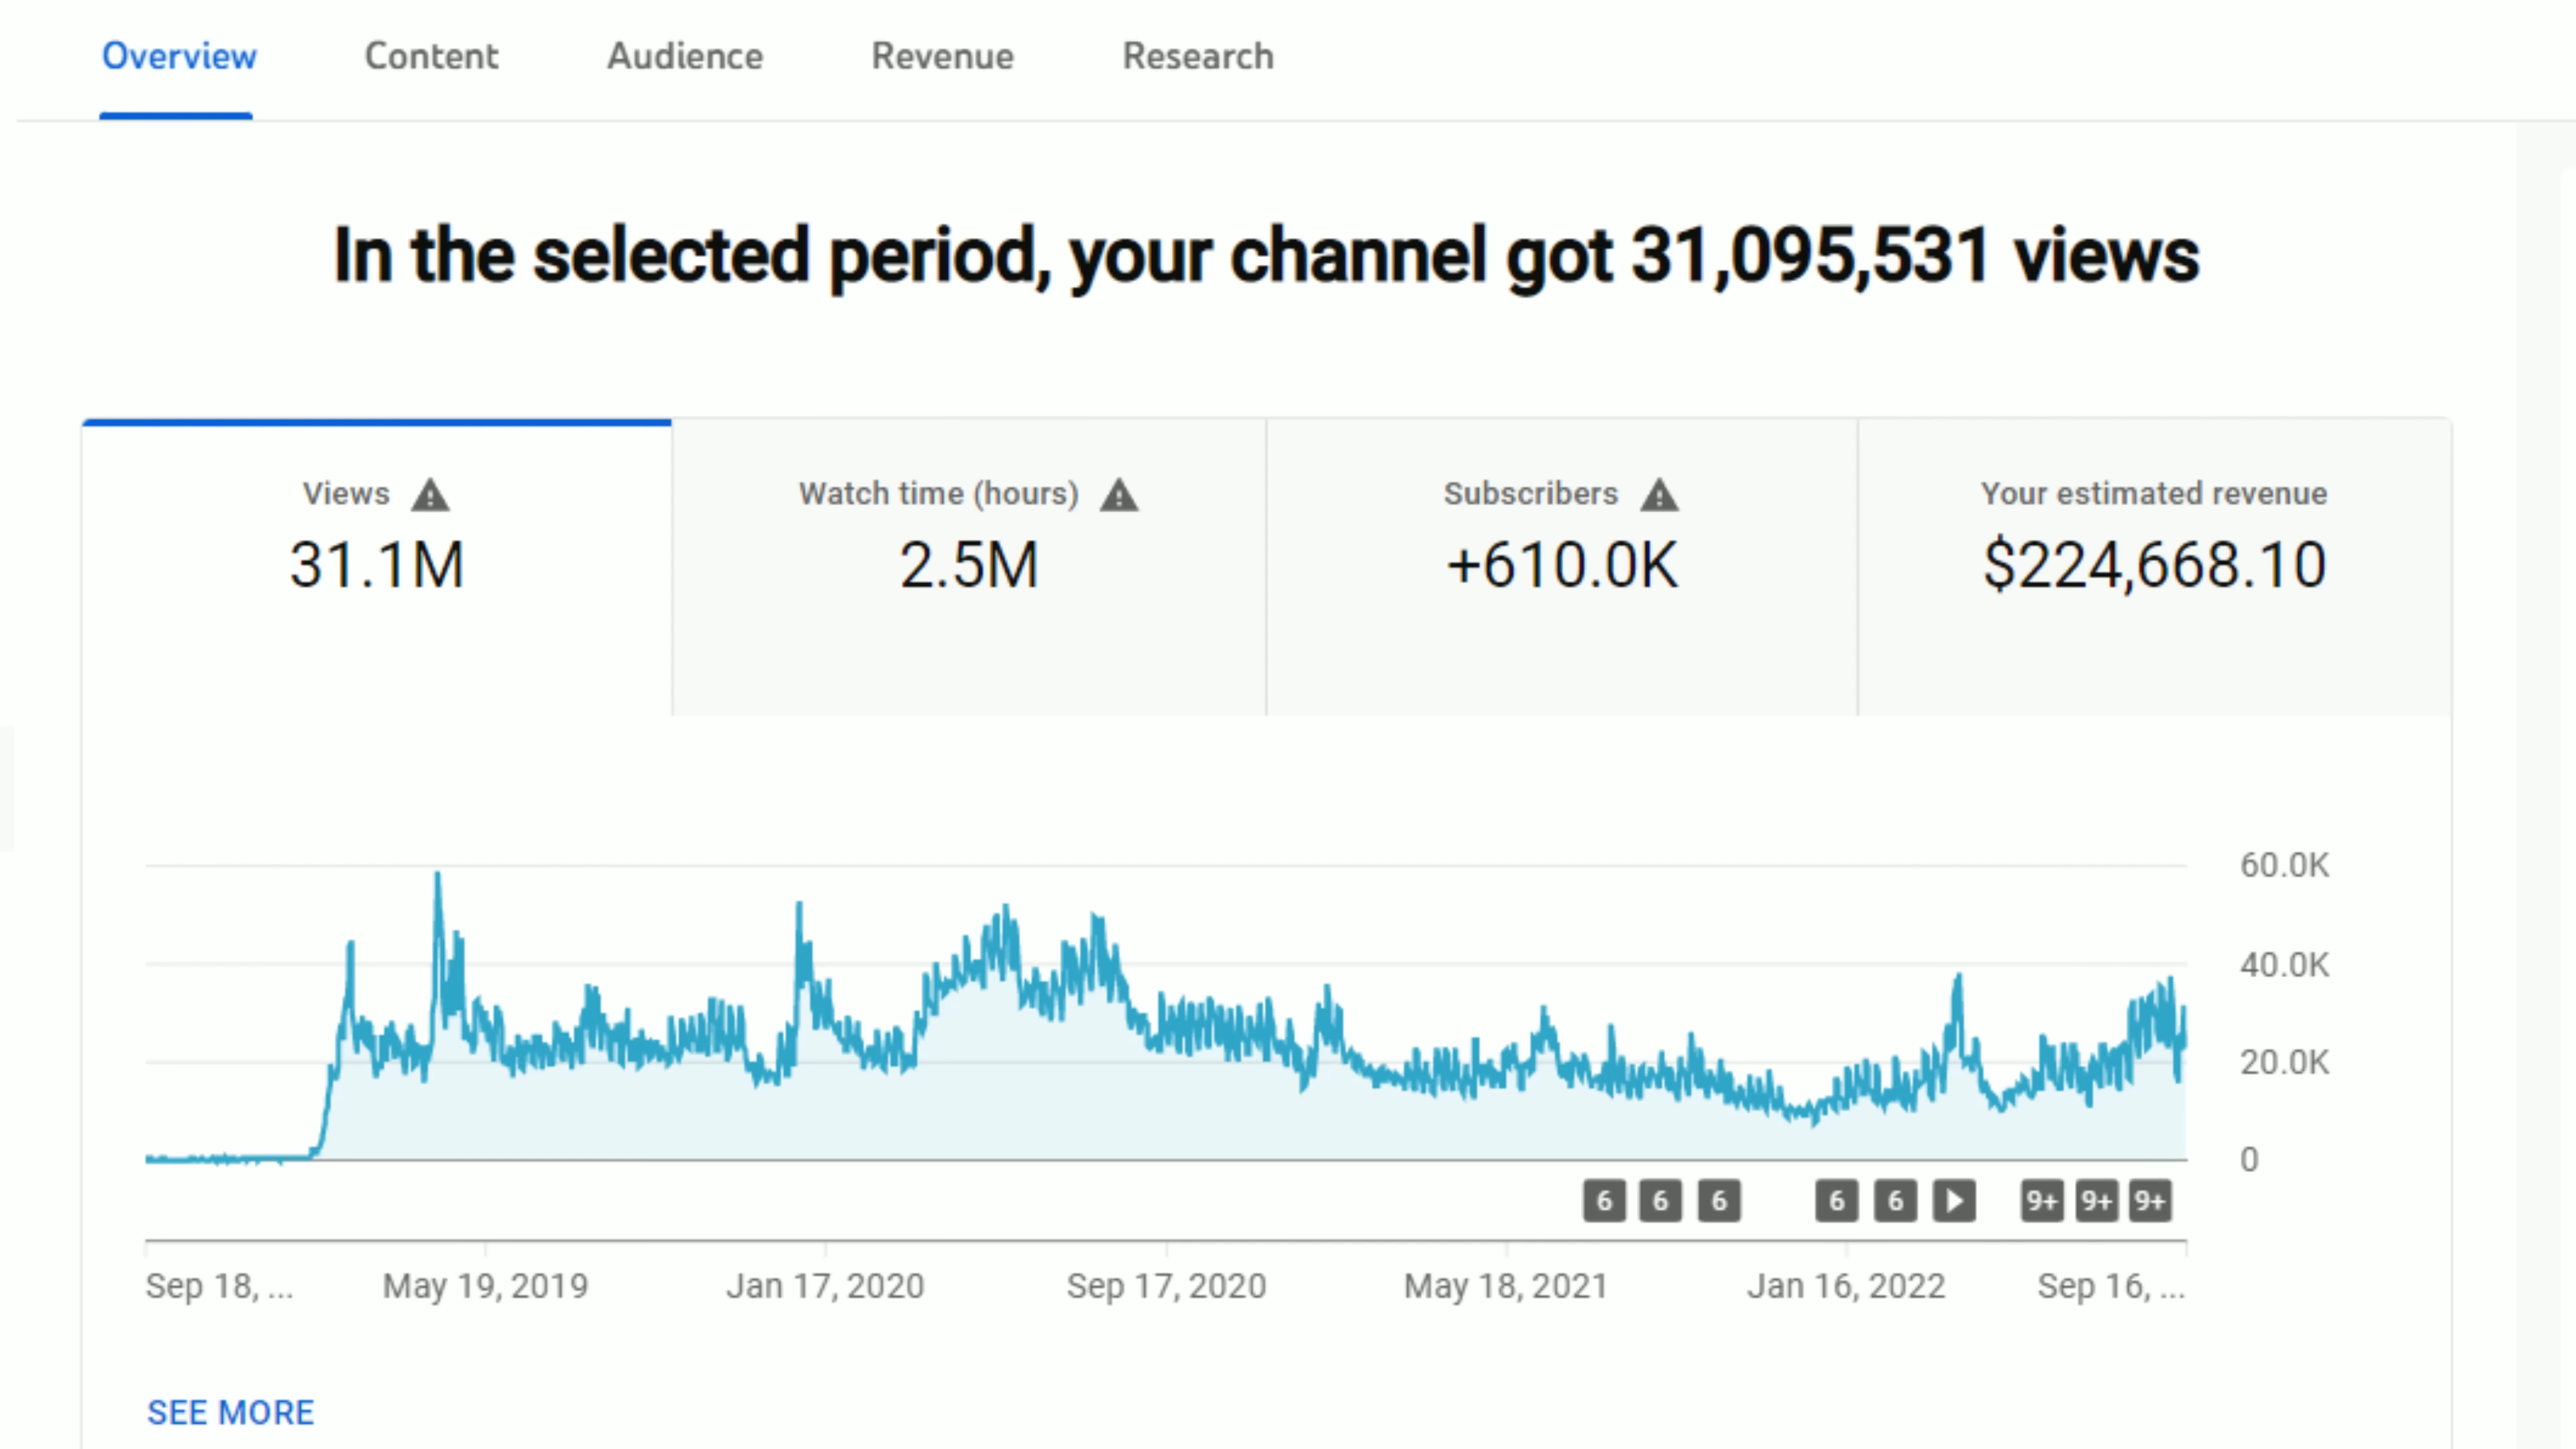 Overview Content Audience Revenue Research
In the selected period, your channel got 31,095,531 views
Views Watch time (hours) Subscribers Your estimated revenue
31.1M 2.5M +610.0K $224,668.10
60.0K
40.0K
20.0K
0
6 6 6 6 6 9+ 9+ 9+
Sep 18, ... May 19, 2019 Jan 17, 2020 Sep 17, 2020 May 18, 2021 Jan 16, 2022 Sep 16, ...
SEE MORE